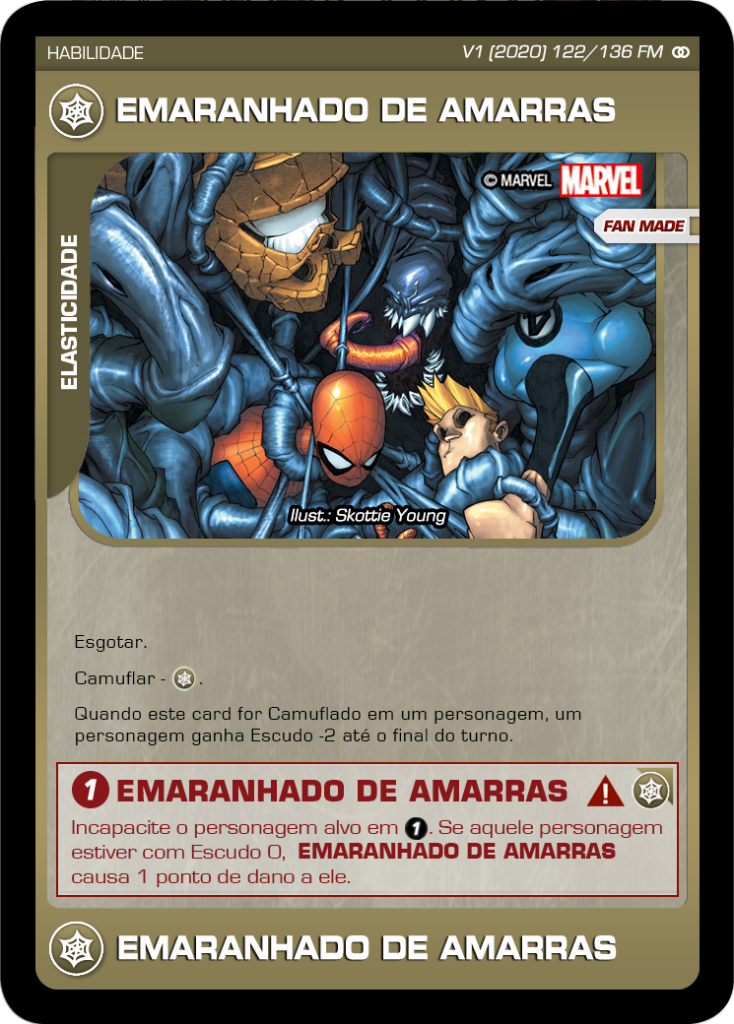 HABILIDADE
V1 (2020) 122/136 FM
EMARANHADO DE AMARRAS
© MARVEL MARVEL
FAN MADE
ELASTICIDADE
Ilust.: Skottie Young
Esgotar.
Camuflar - .
Quando este card for Camuflado em um personagem, um
personagem ganha Escudo -2 até o final do turno.
1 EMARANHADO DE AMARRAS
Incapacite o personagem alvo em 1. Se aquele personagem
estiver com Escudo 0, EMARANHADO DE AMARRAS
causa 1 ponto de dano a ele.
EMARANHADO DE AMARRAS